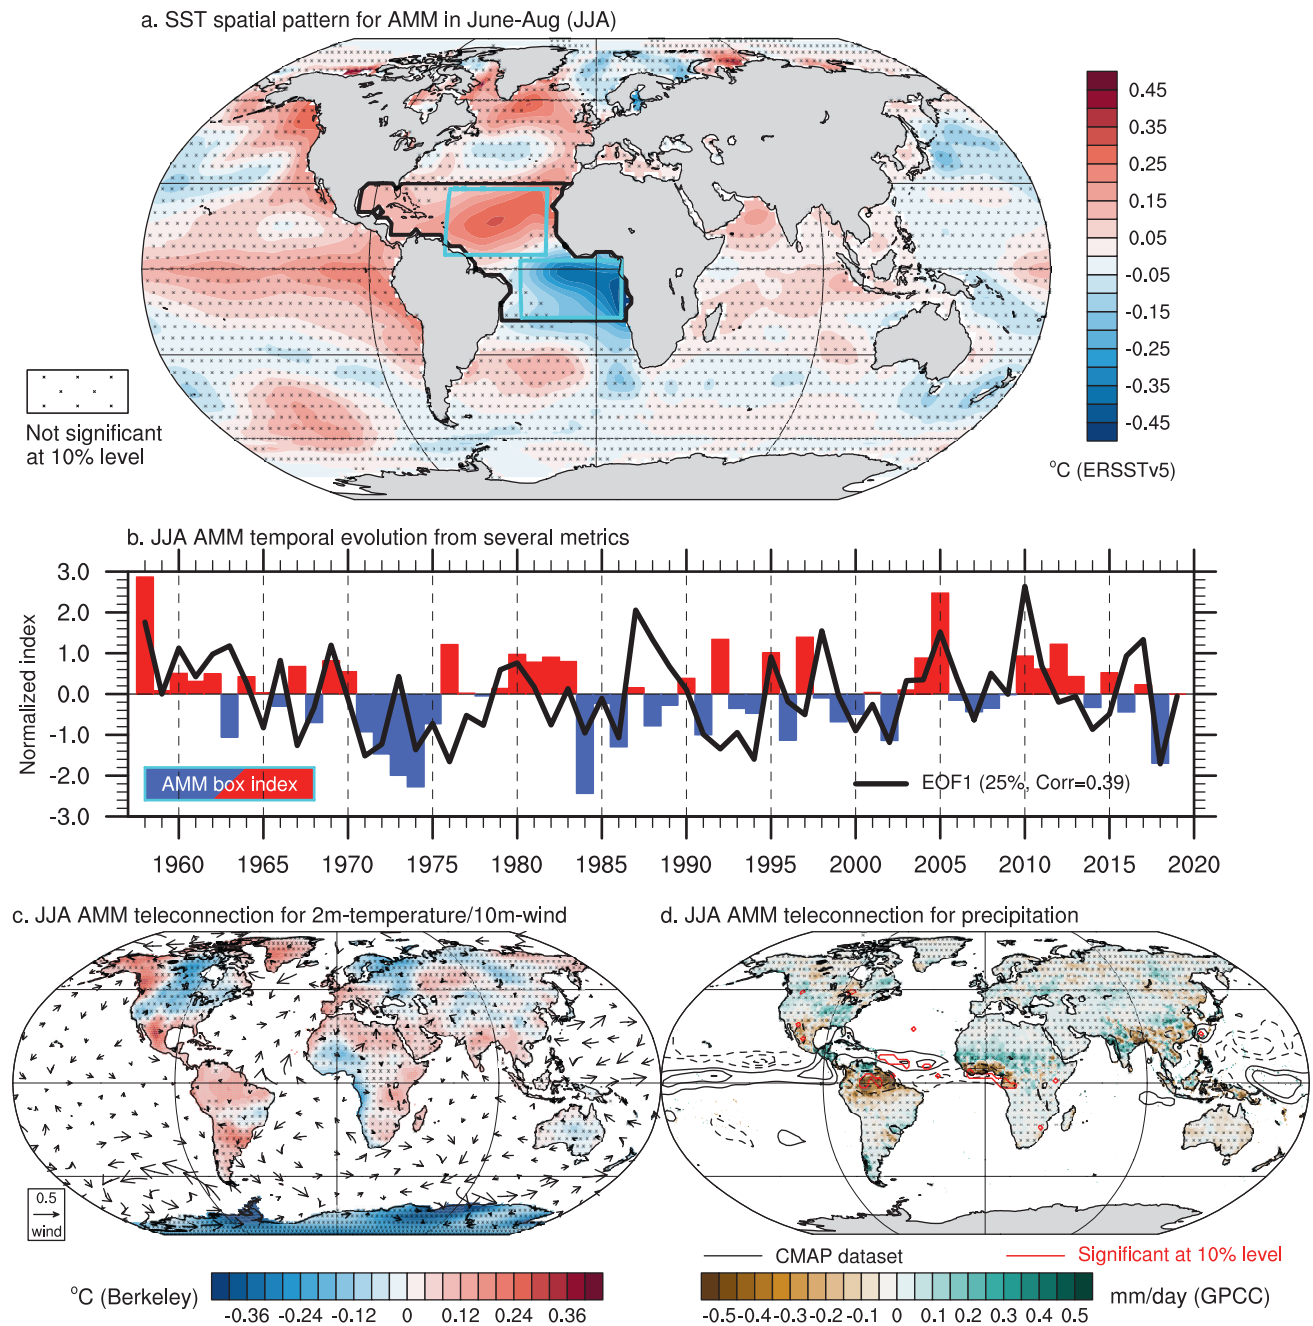 a. SST spatial pattern for AMM in June-Aug (JJA)
0.45
0.35
0.25
0.15
0.05
-0.05
-0.15
-0.25
-0.35
-0.45
°C (ERSSTv5)
Not significant
at 10% level
b. JJA AMM temporal evolution from several metrics
Normalized index
3.0
2.0
1.0
0.0
-1.0
-2.0
-3.0
AMM box index
EOF1 (25%, Corr=0.39)
1960 1965 1970 1975 1980 1985 1990 1995 2000 2005 2010 2015 2020
c. JJA AMM teleconnection for 2m-temperature/10m-wind
0.5
wind
°C (Berkeley)
-0.36 -0.24 -0.12 0 0.12 0.24 0.36
d. JJA AMM teleconnection for precipitation
CMAP dataset
Significant at 10% level
-0.5 -0.4 -0.3 -0.2 -0.1 0 0.1 0.2 0.3 0.4 0.5
mm/day (GPCC)